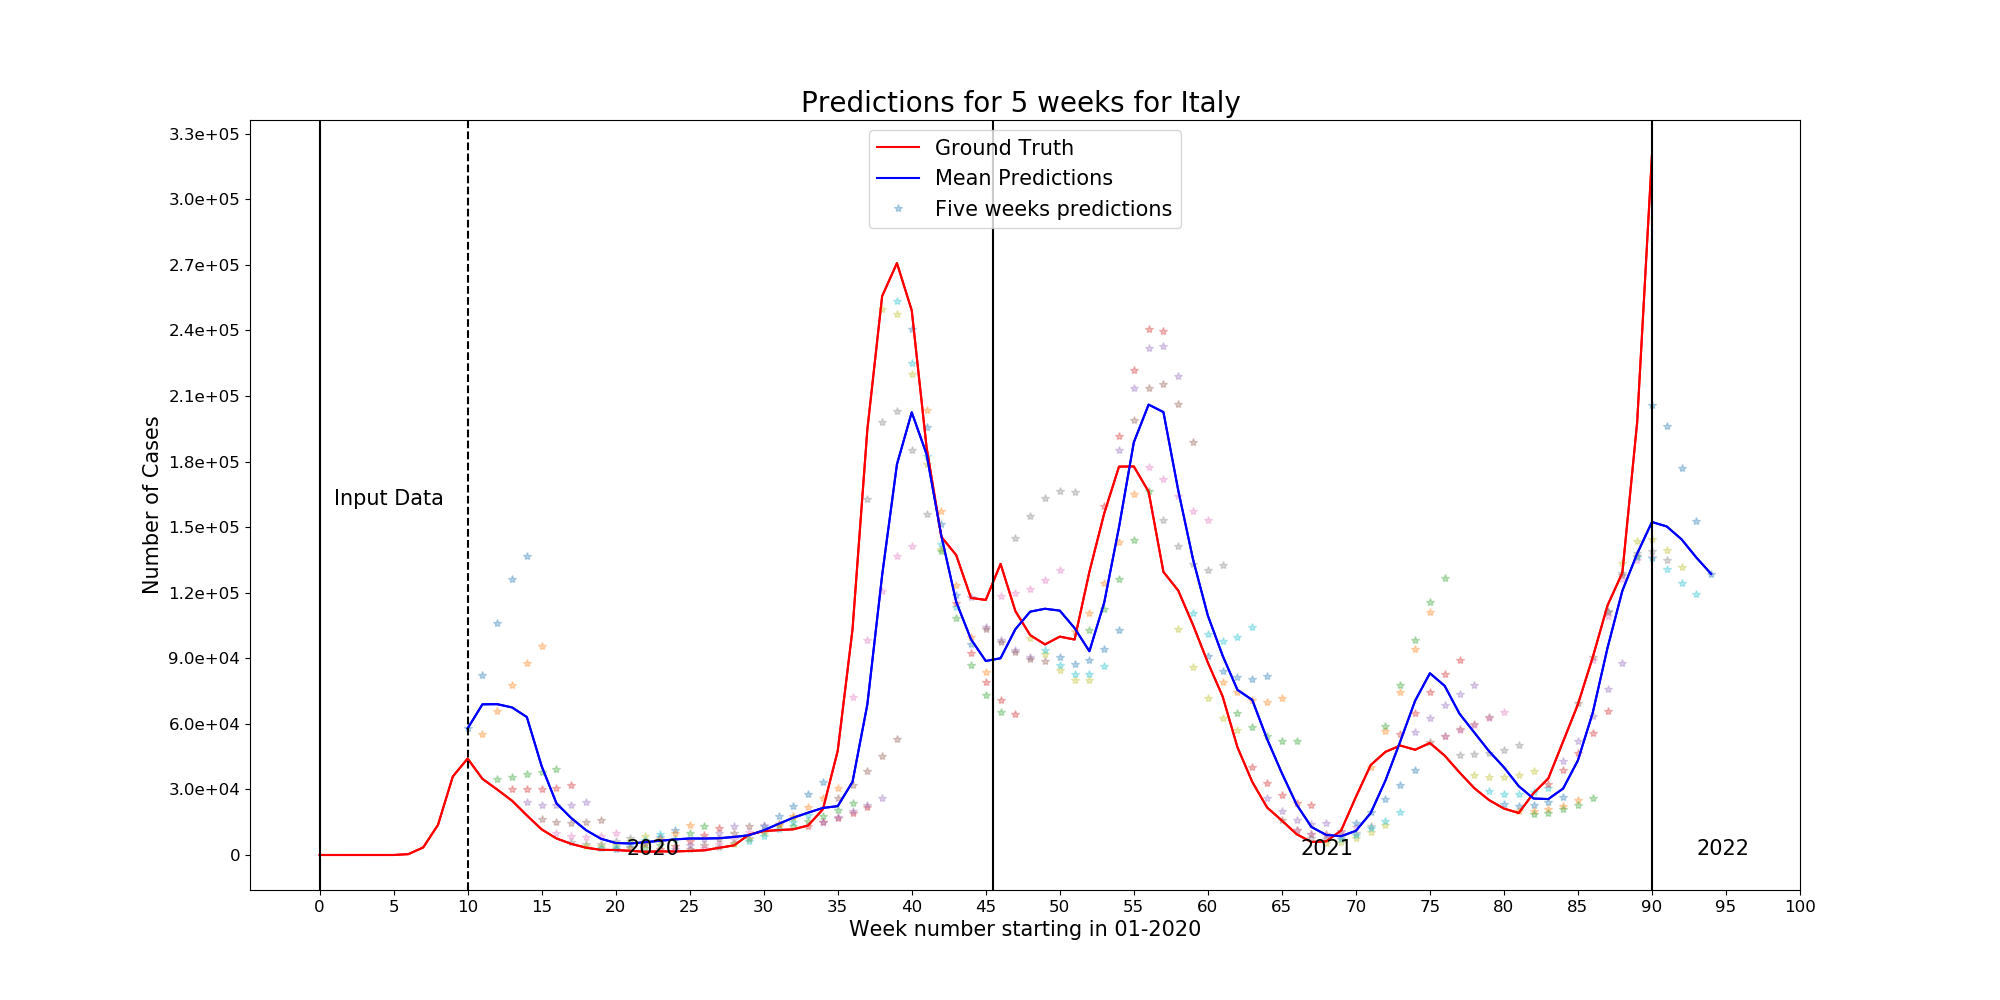 Predictions for 5 weeks for Italy
3.3e+05
3.0e+05
2.7e+05
2.4e+05
2.1e+05
1.8e+05
1.5e+05
1.2e+05
9.0e+04
6.0e+04
3.0e+04
0
Number of Cases
Ground Truth
Mean Predictions
Five weeks predictions
Input Data
2020 2021 2022
0 5 10 15 20 25 30 35 40 45 50 55 60 65 70 75 80 85 90 95 100
Week number starting in 01-2020